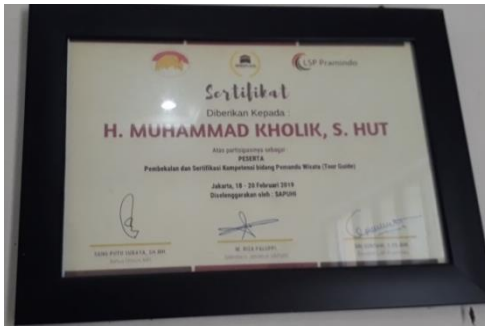 LSP Pramindo
Sertifikat
Diberikan Kepada :
H. MUHAMMAD KHOLIK, S. HUT
Atas partisipasinya sebagai
PESERTA
Pembekalan dan Sertifikasi Kompetensi bidang Pemandu Wisata (Tour Guide)
Jakarta, 18 - 20 Februari 2019
Diselenggarakan oleh : SAPUHI